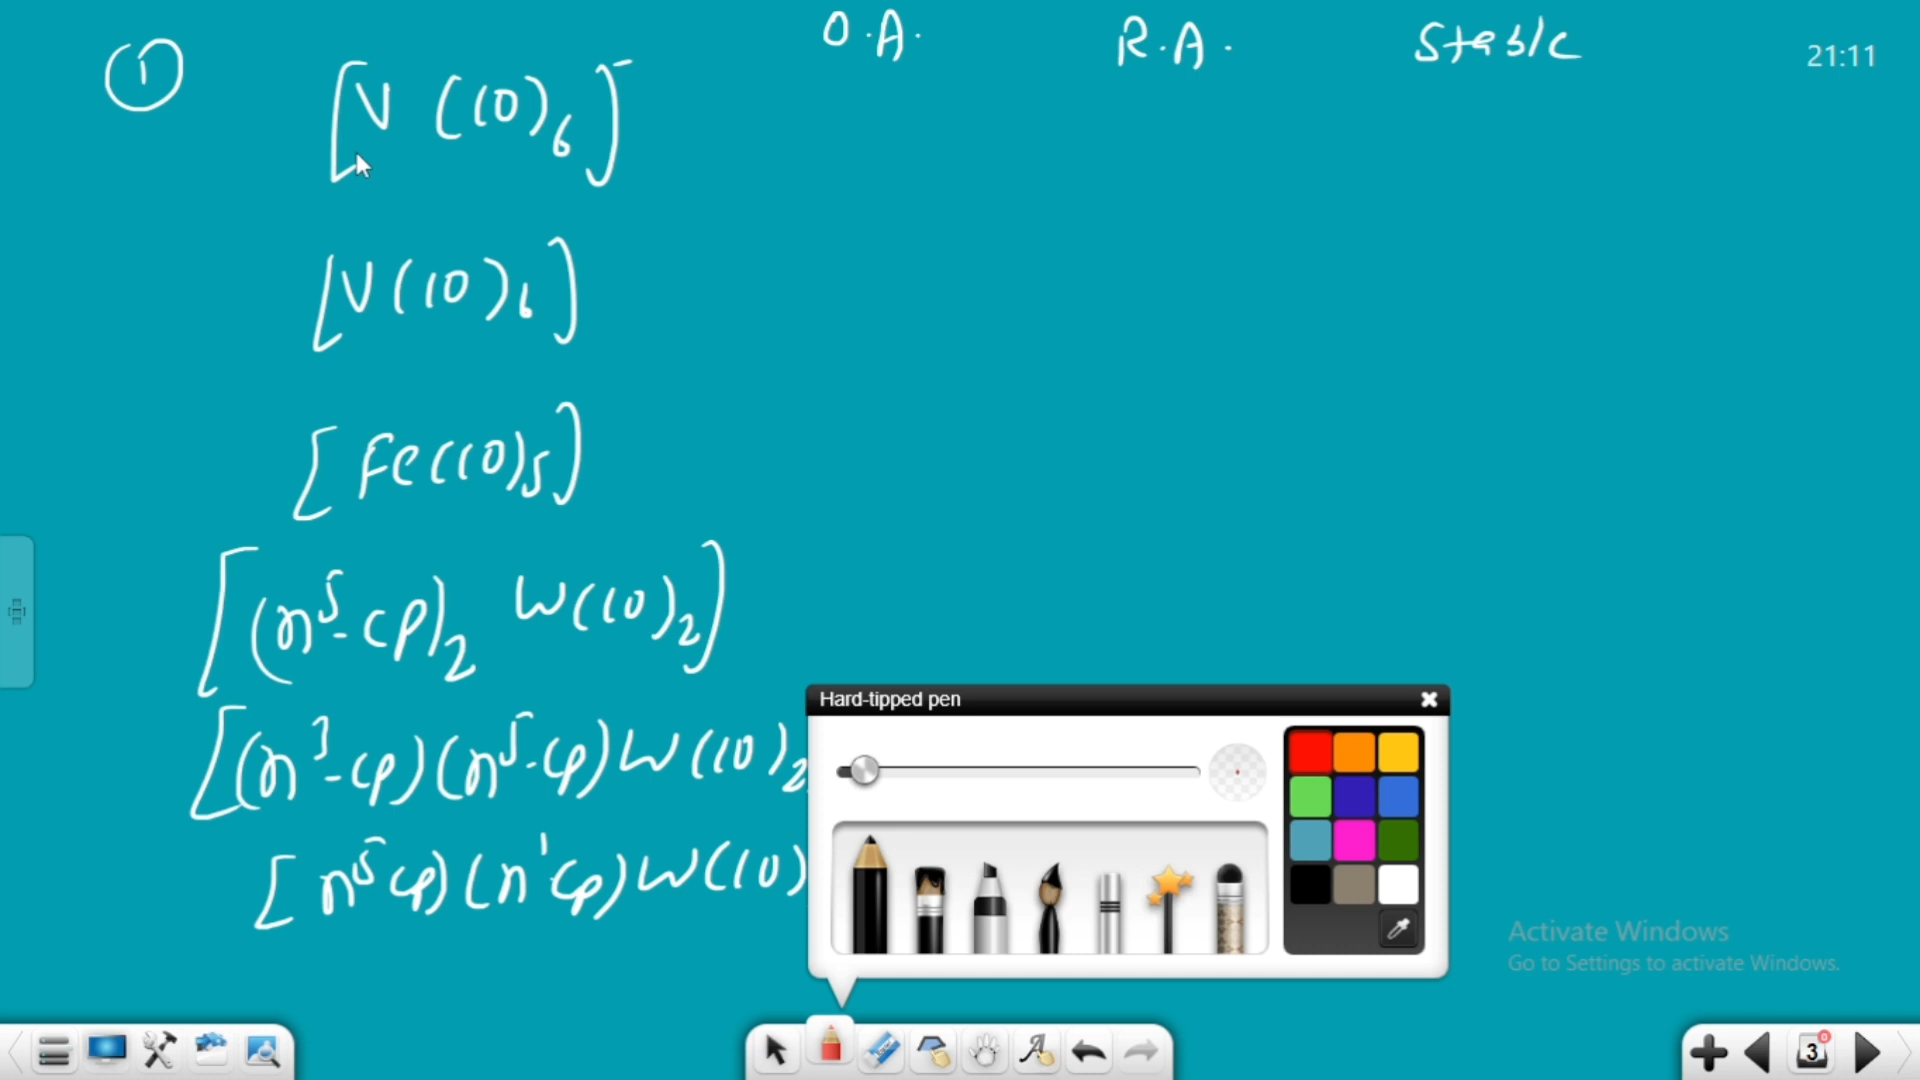 O.A. R.A. Stable
21:11
①
[V (CO)6]⁻
[V(CO)6]
[Fe(CO)5]
[(η⁵-cp)2 W(CO)2]
[(η³-cp)(η⁵-cp)W(CO)2
[η⁵cp)(η¹cp)W(CO)
Hard-tipped pen
Activate Windows
Go to Settings to activate Windows.
3
0